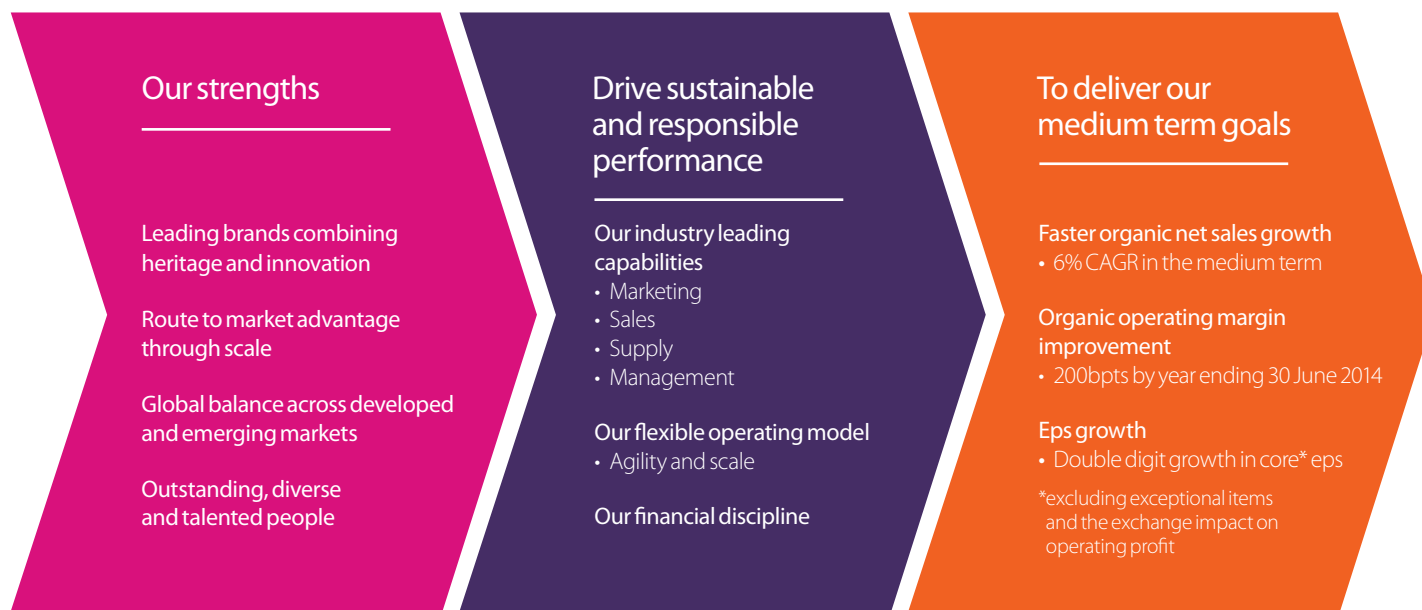 Our strengths
Leading brands combining
heritage and innovation
Route to market advantage
through scale
Global balance across developed
and emerging markets
Outstanding, diverse
and talented people
Drive sustainable
and responsible
performance
Our industry leading
capabilities
• Marketing
• Sales
• Supply
• Management
Our flexible operating model
• Agility and scale
Our financial discipline
To deliver our
medium term goals
Faster organic net sales growth
• 6% CAGR in the medium term
Organic operating margin
improvement
• 200bpts by year ending 30 June 2014
Eps growth
• Double digit growth in core* eps
*excluding exceptional items
and the exchange impact on
operating profit